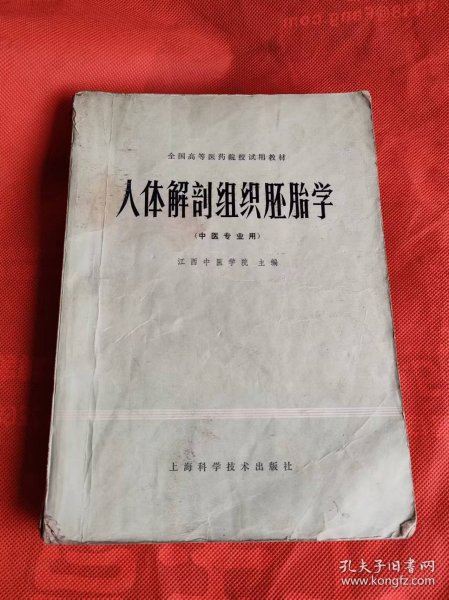 全国高等医药院校试用教材
人体解剖组织胚胎学
(中医专业用)
江西中医学院 主编
上海科学技术出版社
孔夫子旧书网
www.kongfz.com